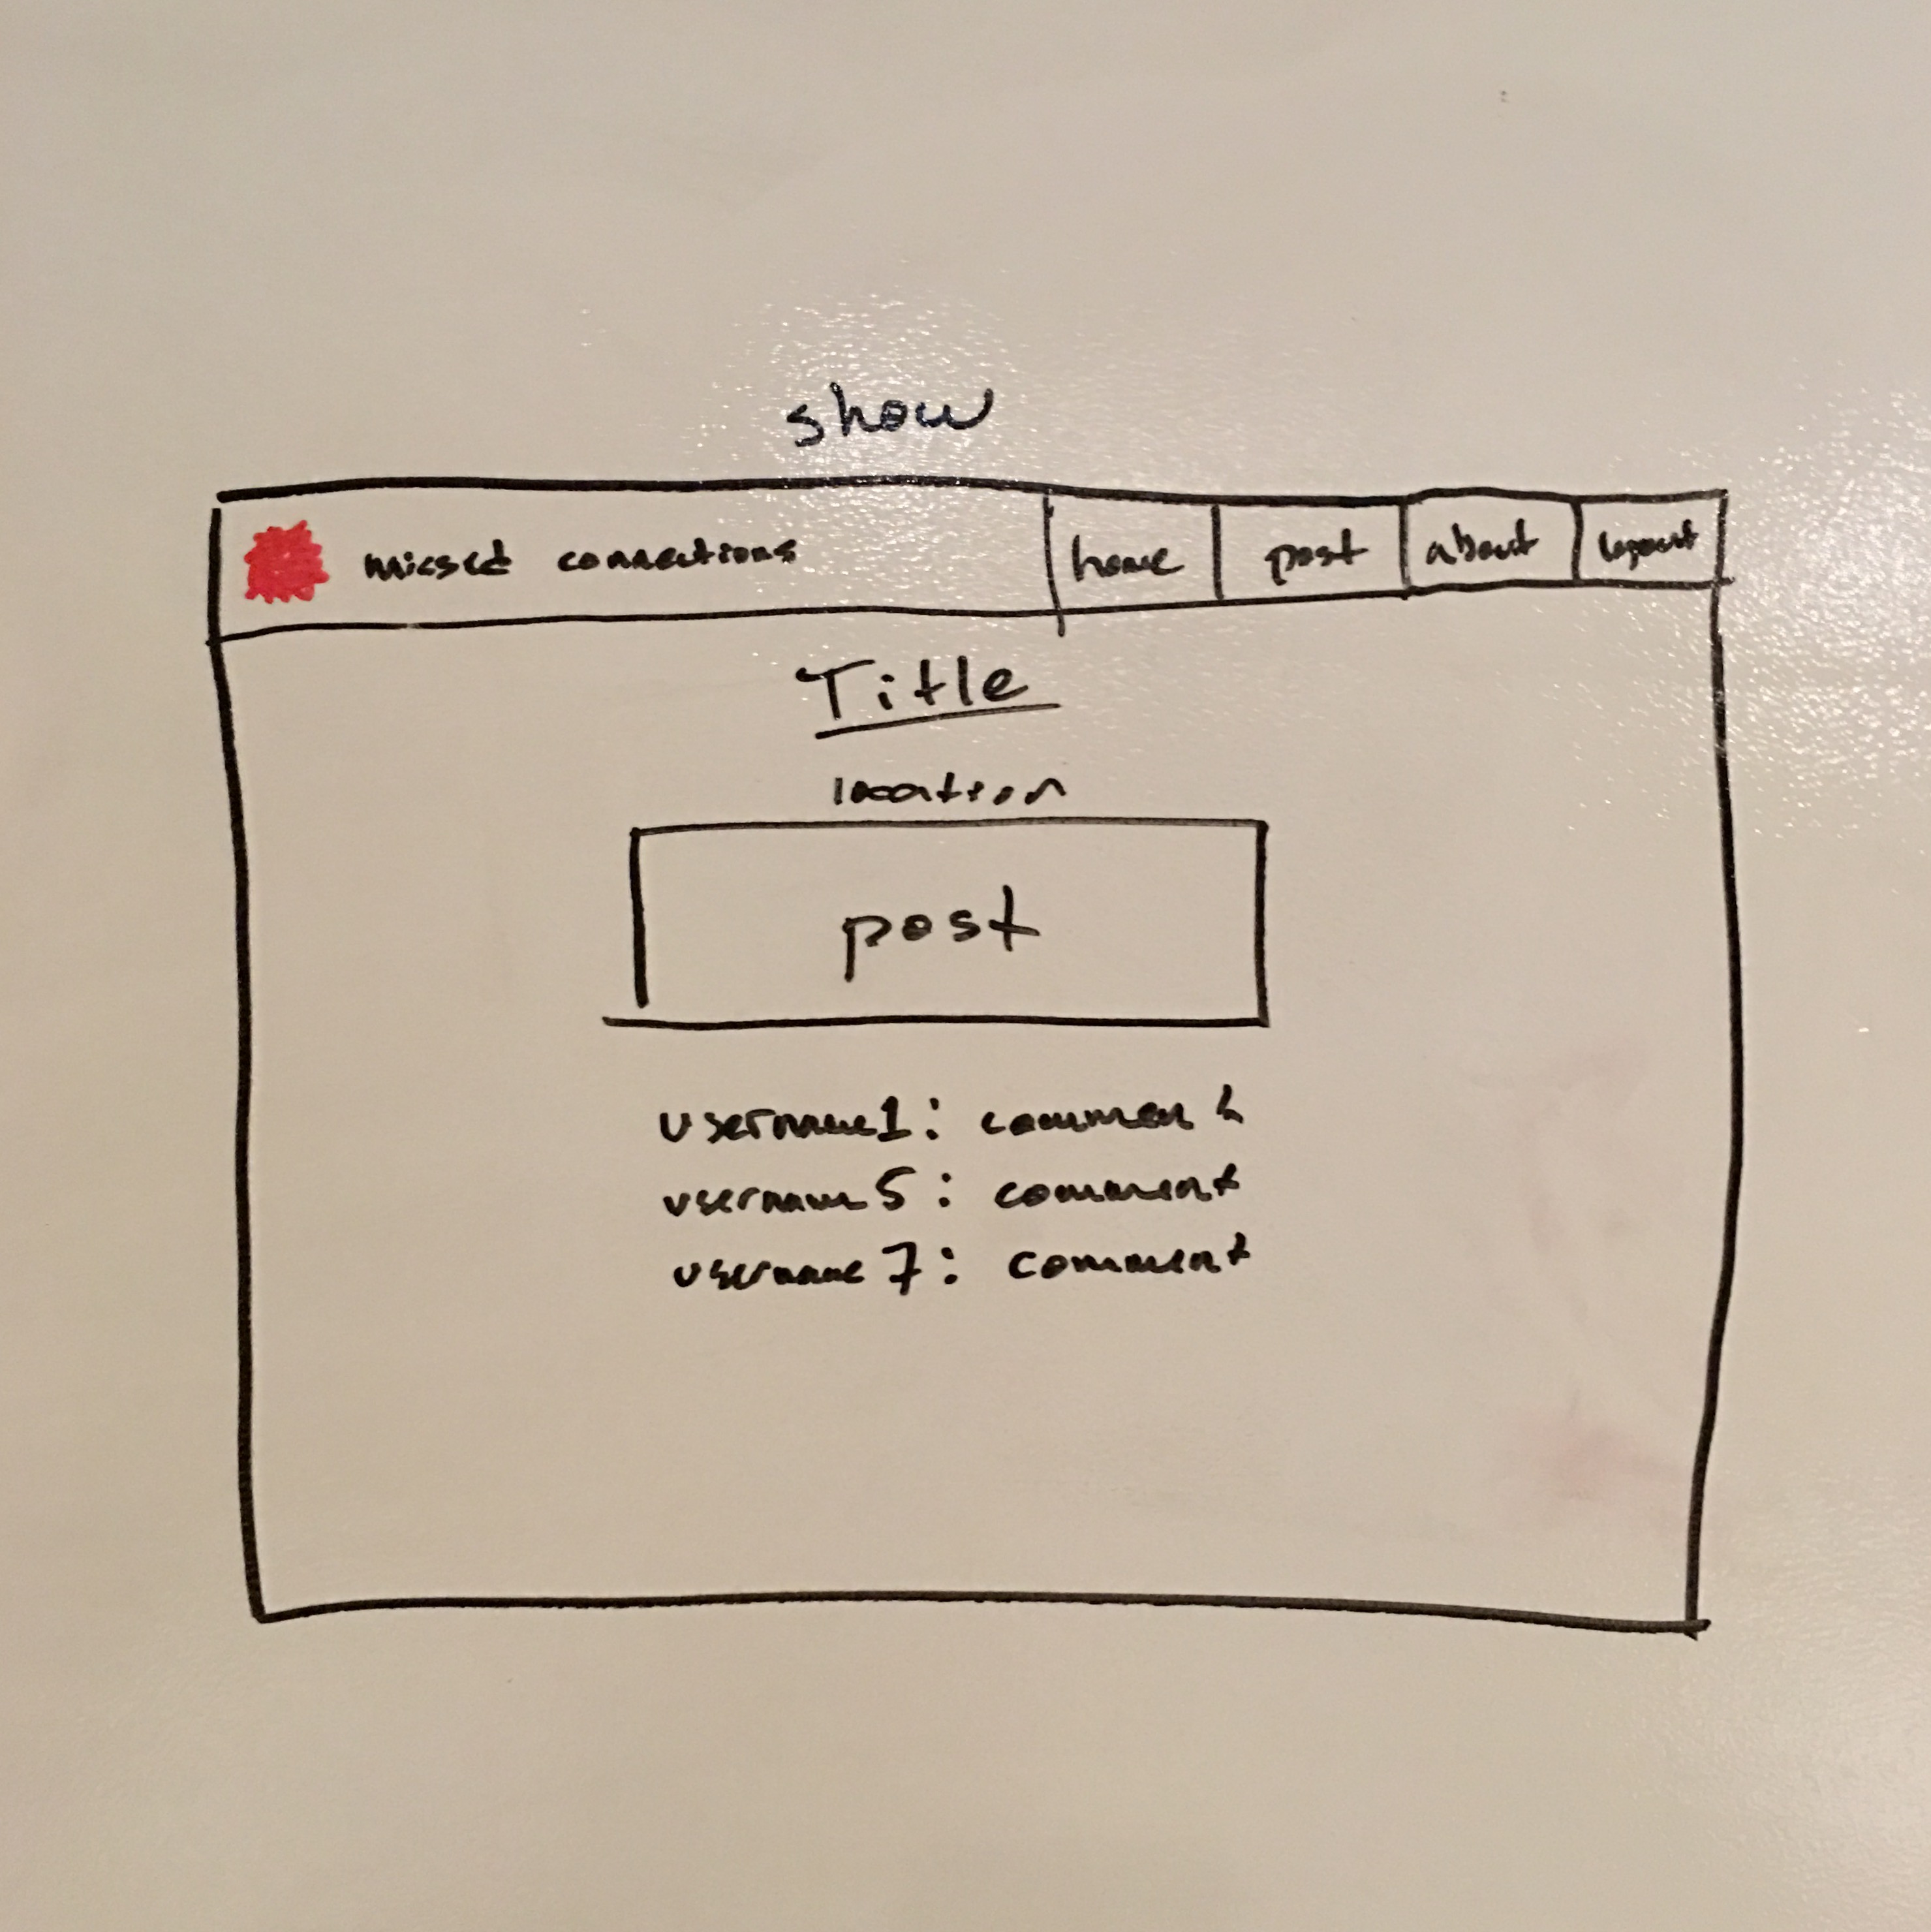 show
missed connections home post about logout
Title
location
post
username1: comment
username5: comment
username7: comment